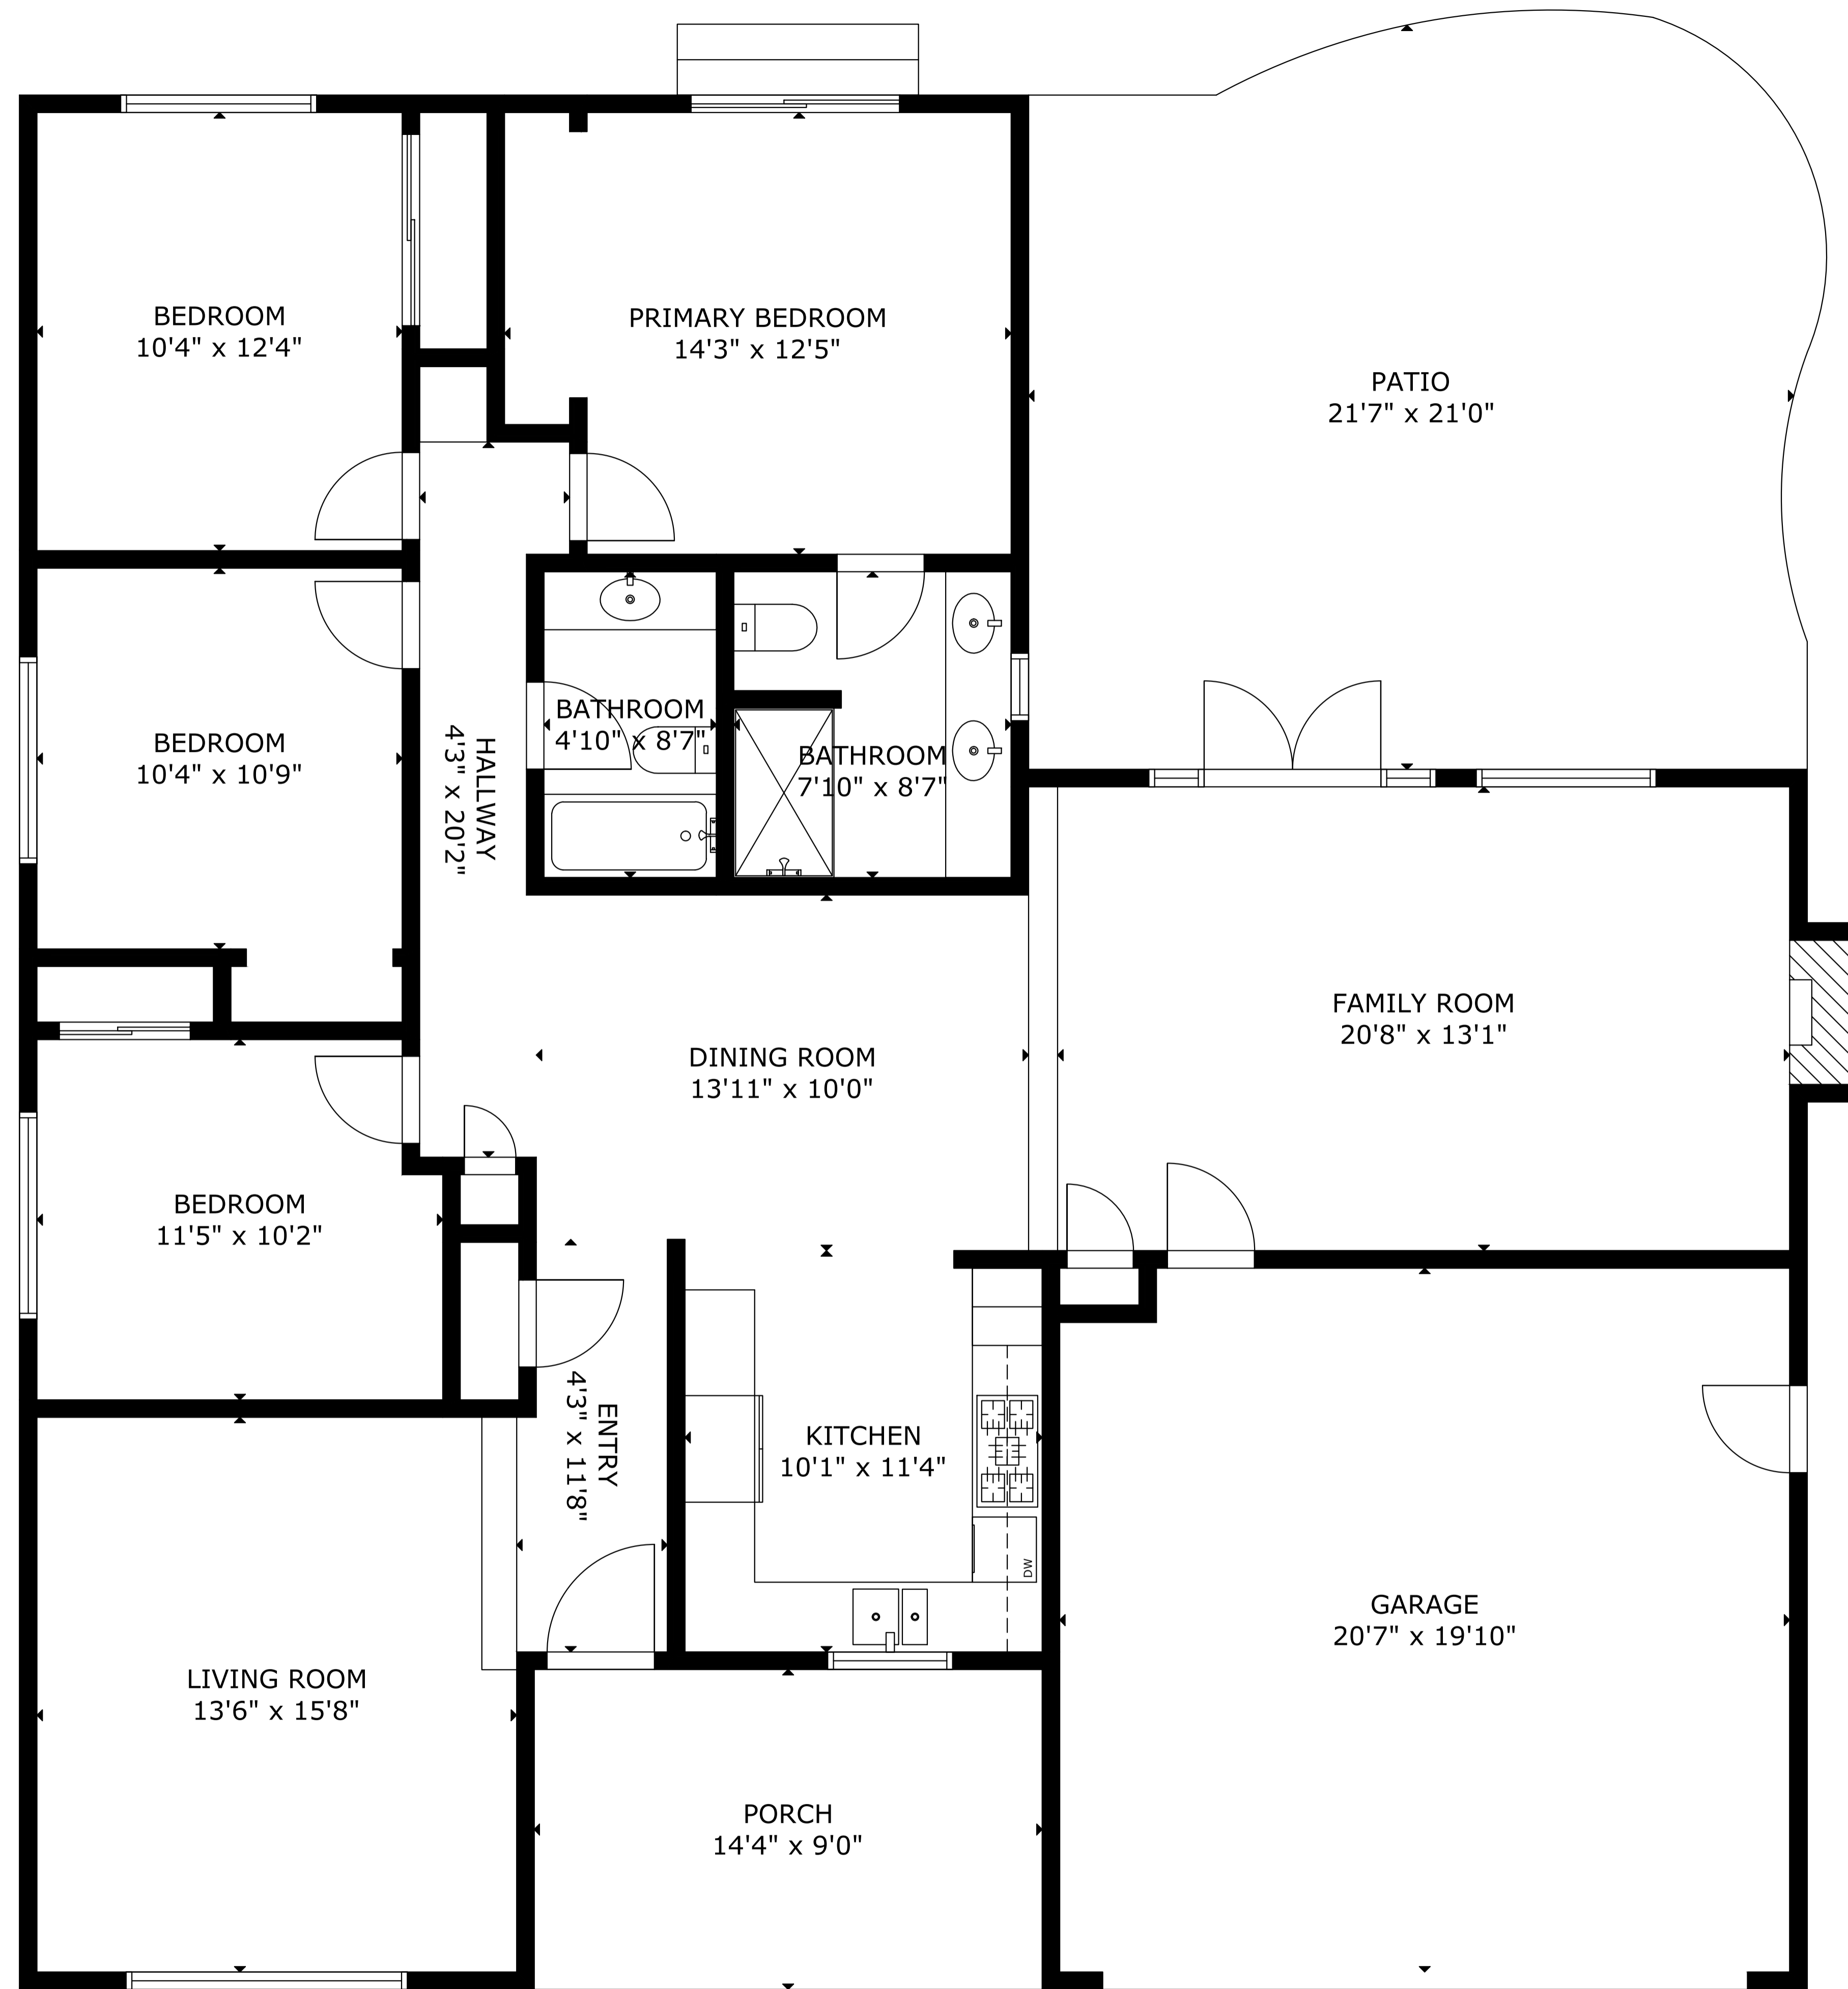 BEDROOM
10'4" x 12'4"
PRIMARY BEDROOM
14'3" x 12'5"
PATIO
21'7" x 21'0"
BEDROOM
10'4" x 10'9"
HALLWAY
4'3" x 20'2"
BATHROOM
4'10" x 8'7"
BATHROOM
7'10" x 8'7"
FAMILY ROOM
20'8" x 13'1"
DINING ROOM
13'11" x 10'0"
BEDROOM
11'5" x 10'2"
ENTRY
4'3" x 11'8"
KITCHEN
10'1" x 11'4"
DW
GARAGE
20'7" x 19'10"
LIVING ROOM
13'6" x 15'8"
PORCH
14'4" x 9'0"